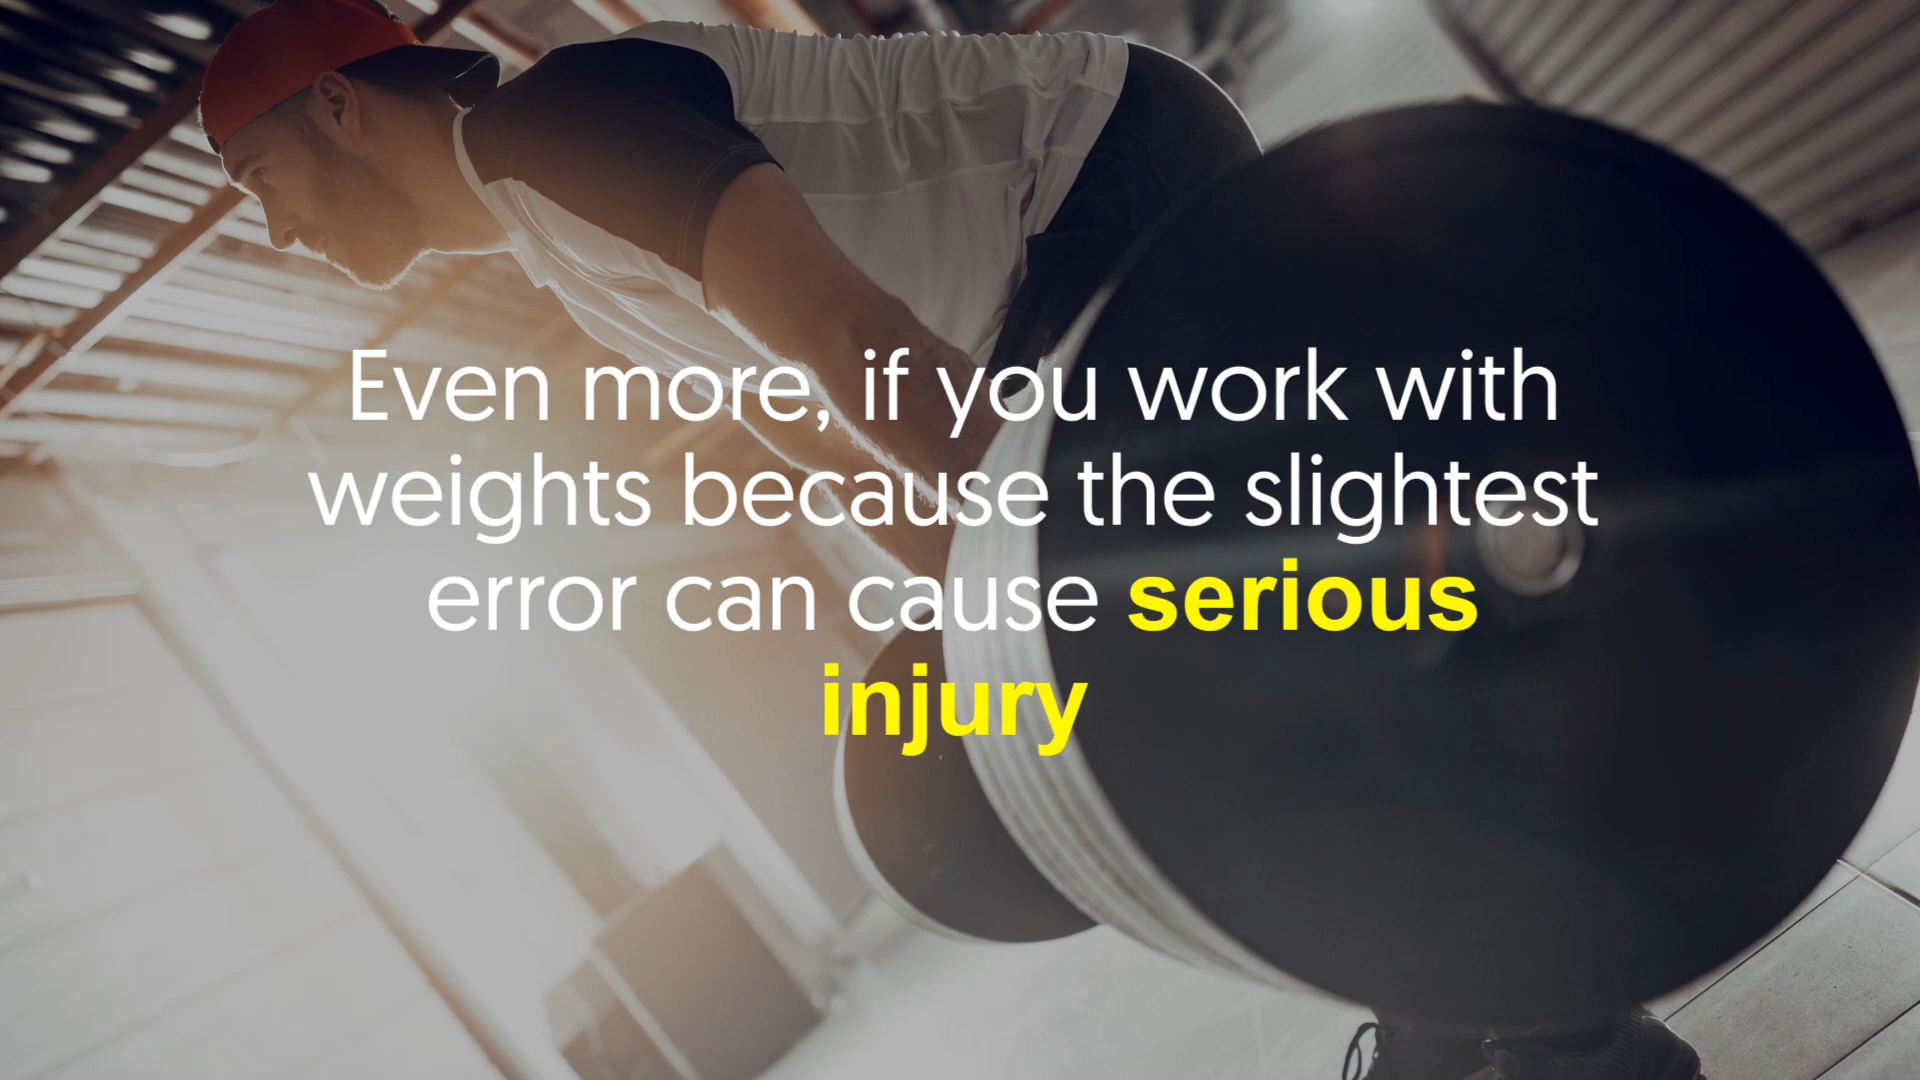 Even more, if you work with
weights because the slightest
error can cause serious
injury